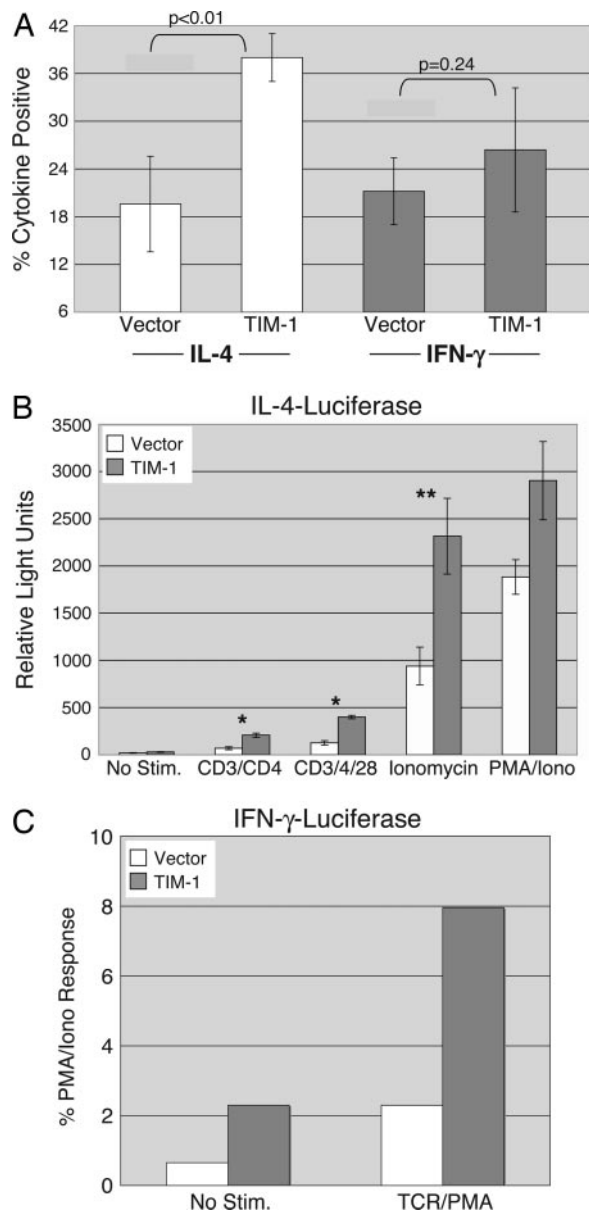 A
% Cytokine Positive
42
36
30
24
18
12
6
p<0.01
p=0.24
Vector TIM-1 Vector TIM-1
IL-4 IFN-γ
B
IL-4-Luciferase
Relative Light Units
3500
3000
2500
2000
1500
1000
500
0
Vector
TIM-1
* * **
No Stim. CD3/CD4 CD3/4/28 Ionomycin PMA/Iono
C
IFN-γ-Luciferase
% PMA/Iono Response
10
8
6
4
2
0
Vector
TIM-1
No Stim. TCR/PMA